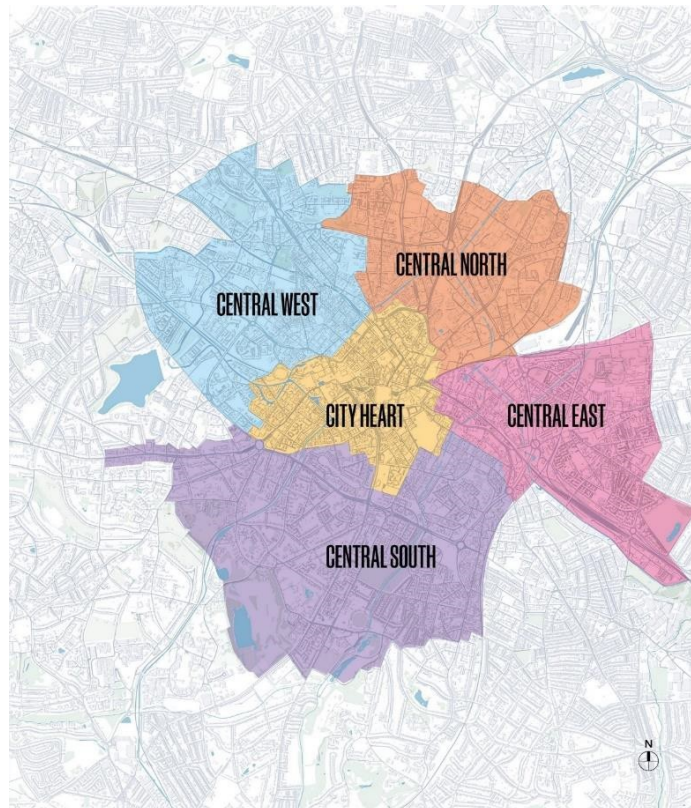 CENTRAL NORTH
CENTRAL WEST
CITY HEART
CENTRAL EAST
CENTRAL SOUTH
N